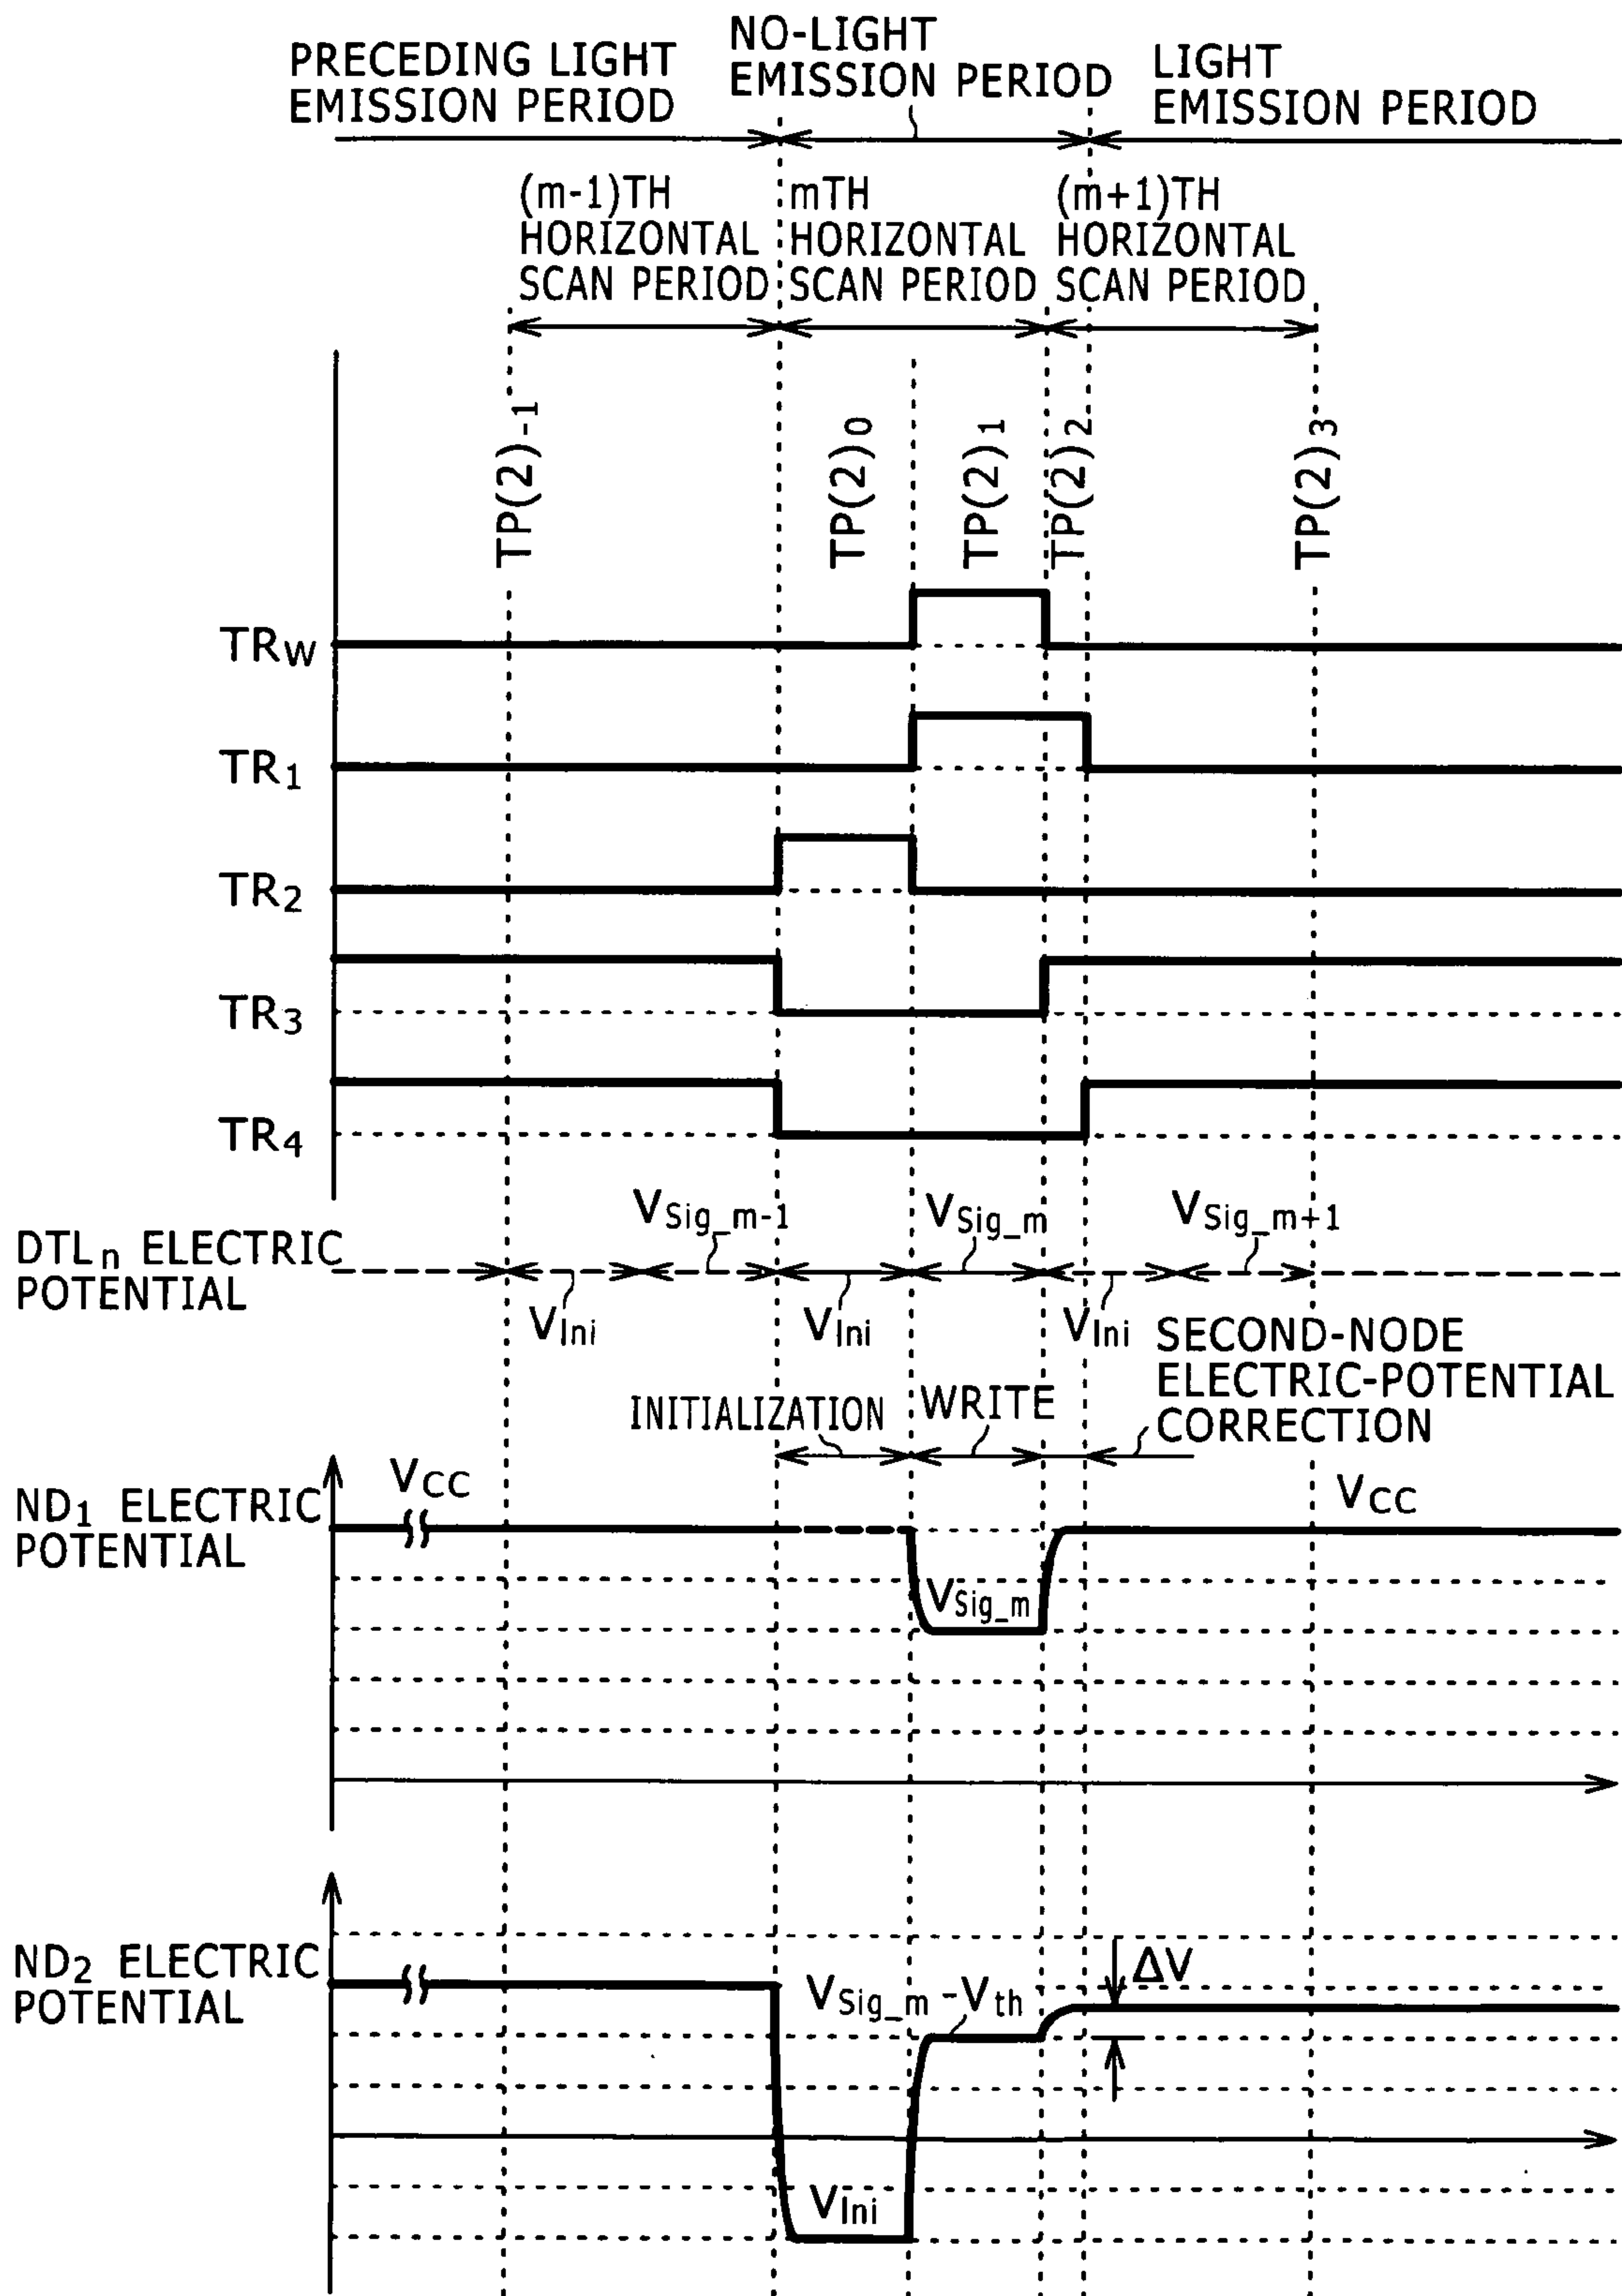 PRECEDING LIGHT
EMISSION PERIOD
NO-LIGHT
EMISSION PERIOD
LIGHT
EMISSION PERIOD
(m-1)TH
HORIZONTAL
SCAN PERIOD
mTH
HORIZONTAL
SCAN PERIOD
(m+1)TH
HORIZONTAL
SCAN PERIOD
TP(2)-1
TP(2)0
TP(2)1
TP(2)2
TP(2)3
TRW
TR1
TR2
TR3
TR4
DTLn ELECTRIC
POTENTIAL
VSig_m-1
VSig_m
VSig_m+1
VIni
VIni
VIni
INITIALIZATION
WRITE
SECOND-NODE
ELECTRIC-POTENTIAL
CORRECTION
ND1 ELECTRIC
POTENTIAL
VCC
VSig_m
VCC
ND2 ELECTRIC
POTENTIAL
VSig_m-Vth
ΔV
VIni